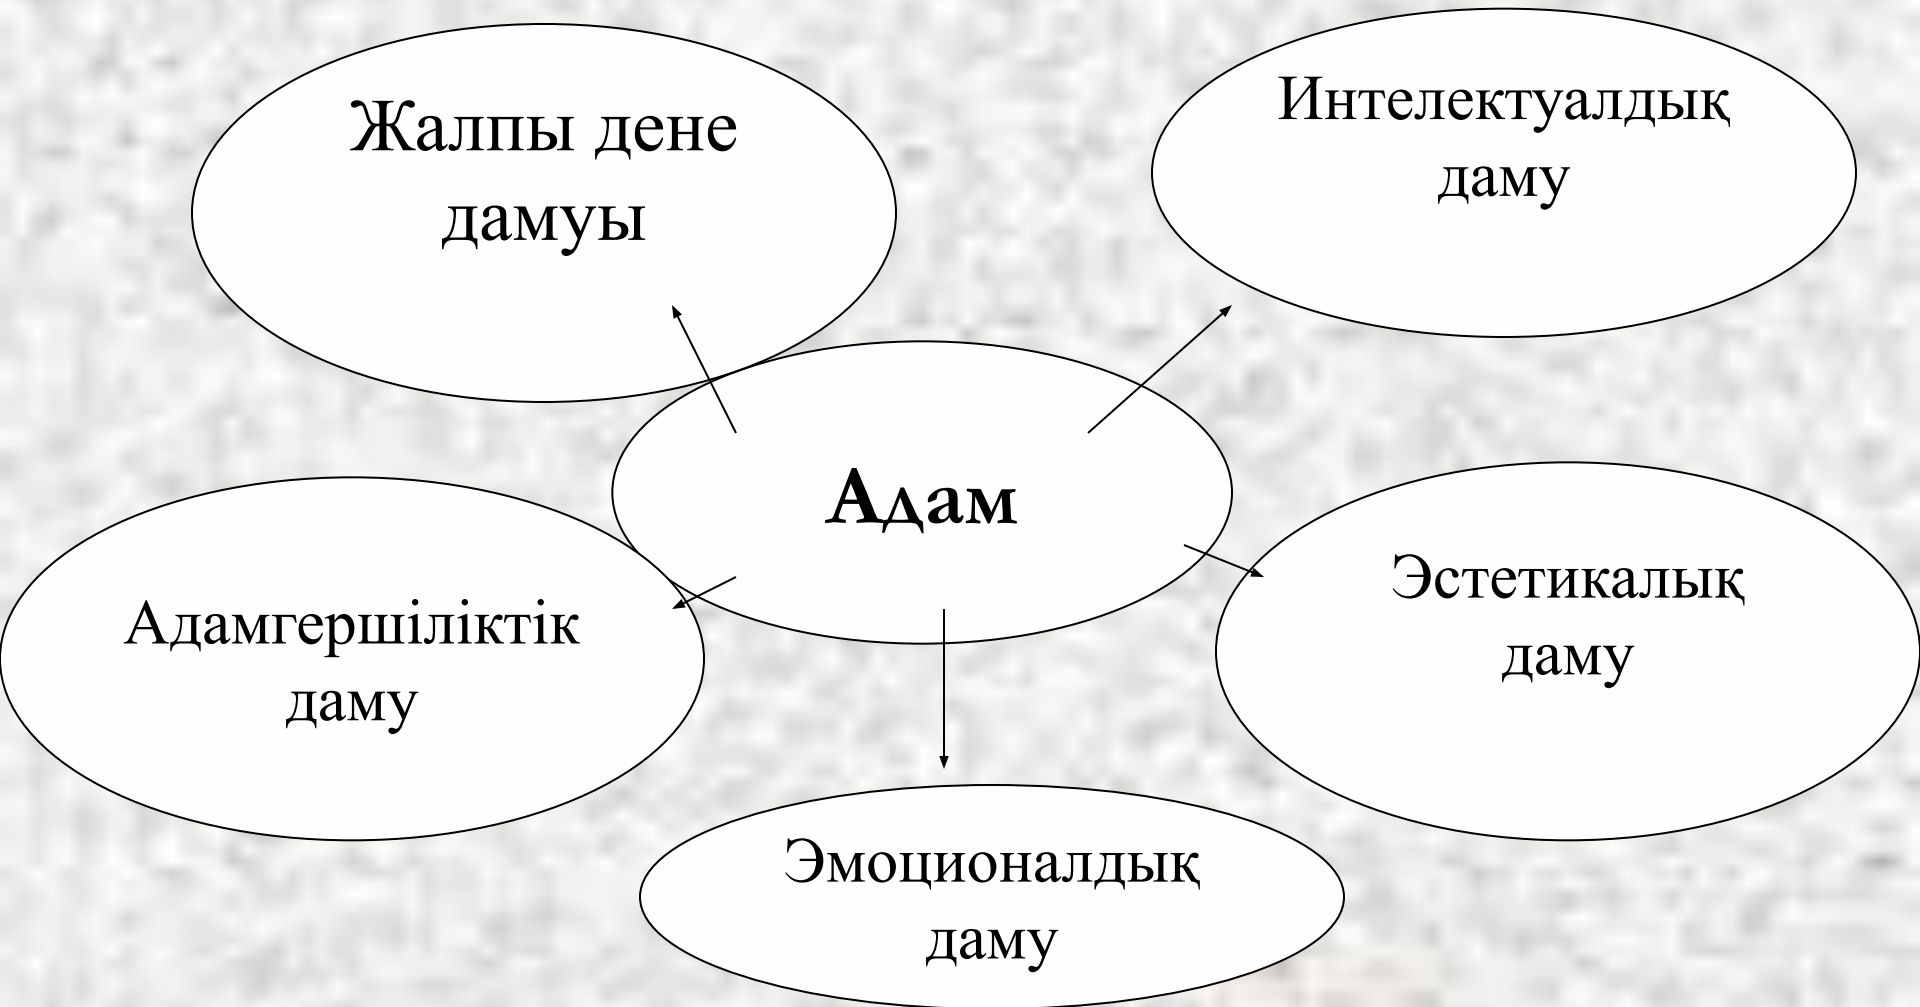 Жалпы дене
дамуы
Интелектуалдық
даму
Адам
Адамгершіліктік
даму
Эстетикалық
даму
Эмоционалдық
даму